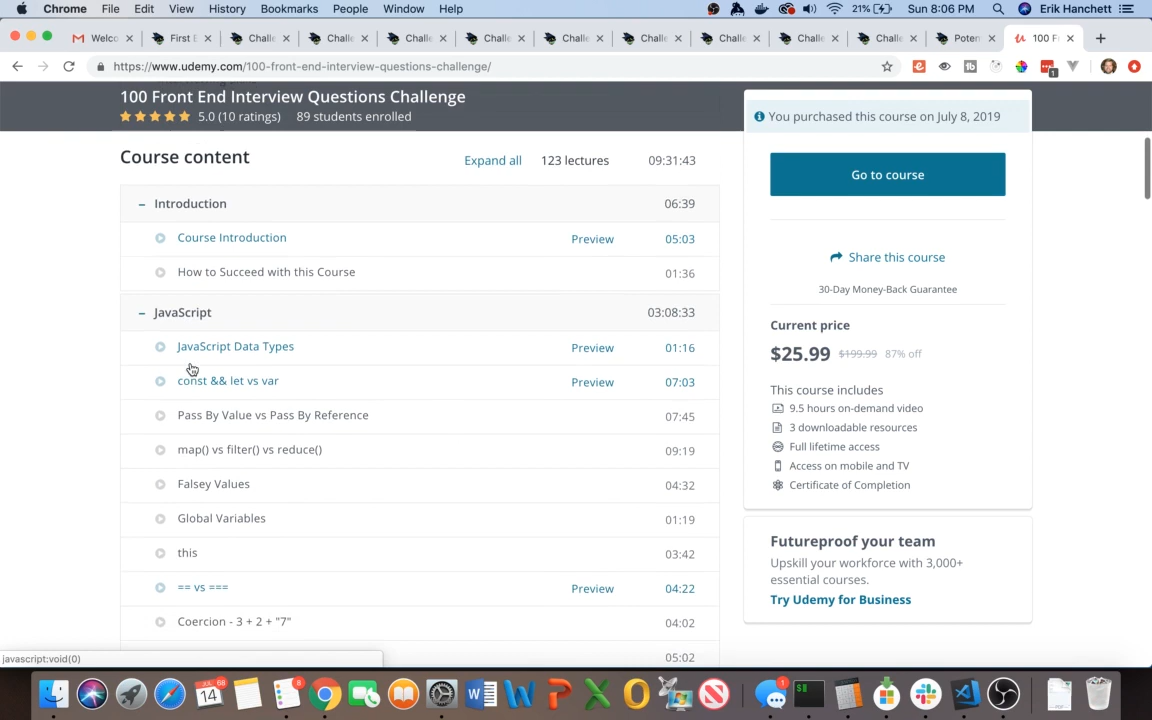 Chrome File Edit View History Bookmarks People Window Help 21% Sun 8:06 PM Erik Hanchett
Welco First E Challe Challe Challe Challe Challe Challe Challe Challe Challe Poten 100 F
https://www.udemy.com/100-front-end-interview-questions-challenge/
100 Front End Interview Questions Challenge
5.0 (10 ratings) 89 students enrolled
You purchased this course on July 8, 2019
Course content Expand all 123 lectures 09:31:43
Go to course
Introduction 06:39
Course Introduction Preview 05:03
Share this course
How to Succeed with this Course 01:36
30-Day Money-Back Guarantee
JavaScript 03:08:33
Current price
JavaScript Data Types Preview 01:16
$25.99 $199.99 87% off
const && let vs var Preview 07:03
This course includes
9.5 hours on-demand video
Pass By Value vs Pass By Reference 07:45
3 downloadable resources
Full lifetime access
map() vs filter() vs reduce() 09:19
Access on mobile and TV
Falsey Values 04:32
Certificate of Completion
Global Variables 01:19
Futureproof your team
this 03:42
Upskill your workforce with 3,000+
essential courses.
== vs === Preview 04:22
Try Udemy for Business
Coercion - 3 + 2 + "7" 04:02
05:02
javascript:void(0)